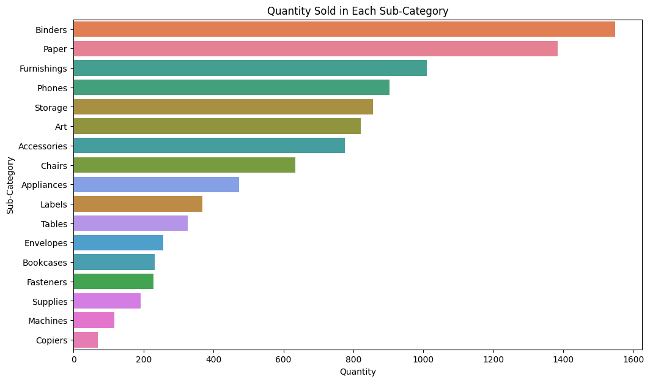 Quantity Sold in Each Sub-Category
Sub-Category
Binders
Paper
Furnishings
Phones
Storage
Art
Accessories
Chairs
Appliances
Labels
Tables
Envelopes
Bookcases
Fasteners
Supplies
Machines
Copiers
0 200 400 600 800 1000 1200 1400 1600
Quantity